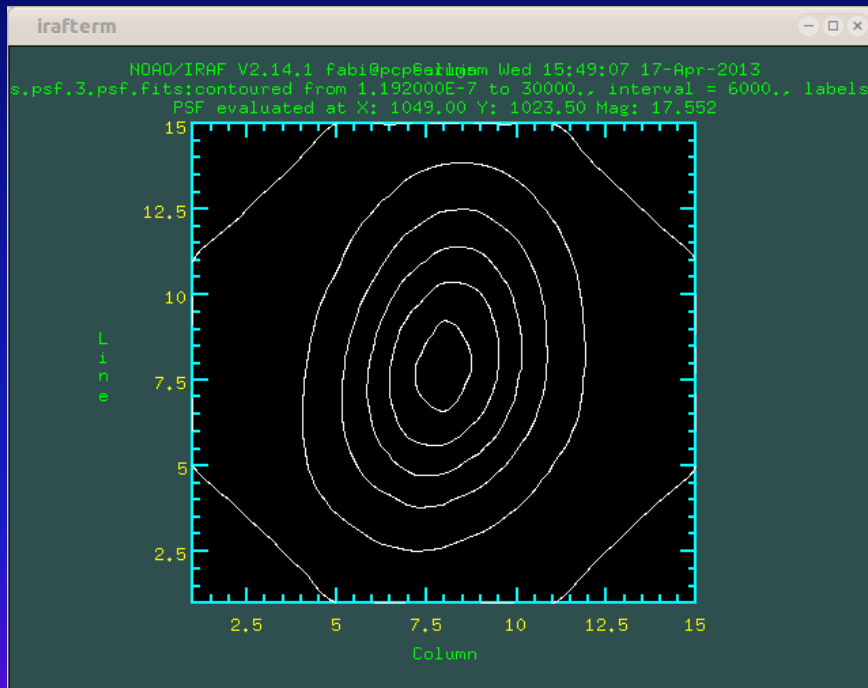 irafterm
NOAO/IRAF V2.14.1 Wed 15:49:07 17-Apr-2013
s.psf.3.psf.fits:contoured from 1.192000E-7 to 30000., interval = 6000., labels
PSF evaluated at X: 1049.00 Y: 1023.50 Mag: 17.552
15
12.5
10
7.5
5
2.5
Line
2.5 5 7.5 10 12.5 15
Column